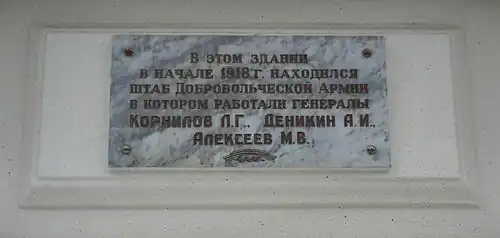 В ЭТОМ ЗДАНИИ
В НАЧАЛЕ 1918 Г. НАХОДИЛСЯ
ШТАБ ДОБРОВОЛЬЧЕСКОЙ АРМИИ
В КОТОРОМ РАБОТАЛИ ГЕНЕРАЛЫ
КОРНИЛОВ Л.Г., ДЕНИКИН А.И.,
АЛЕКСЕЕВ М.В.